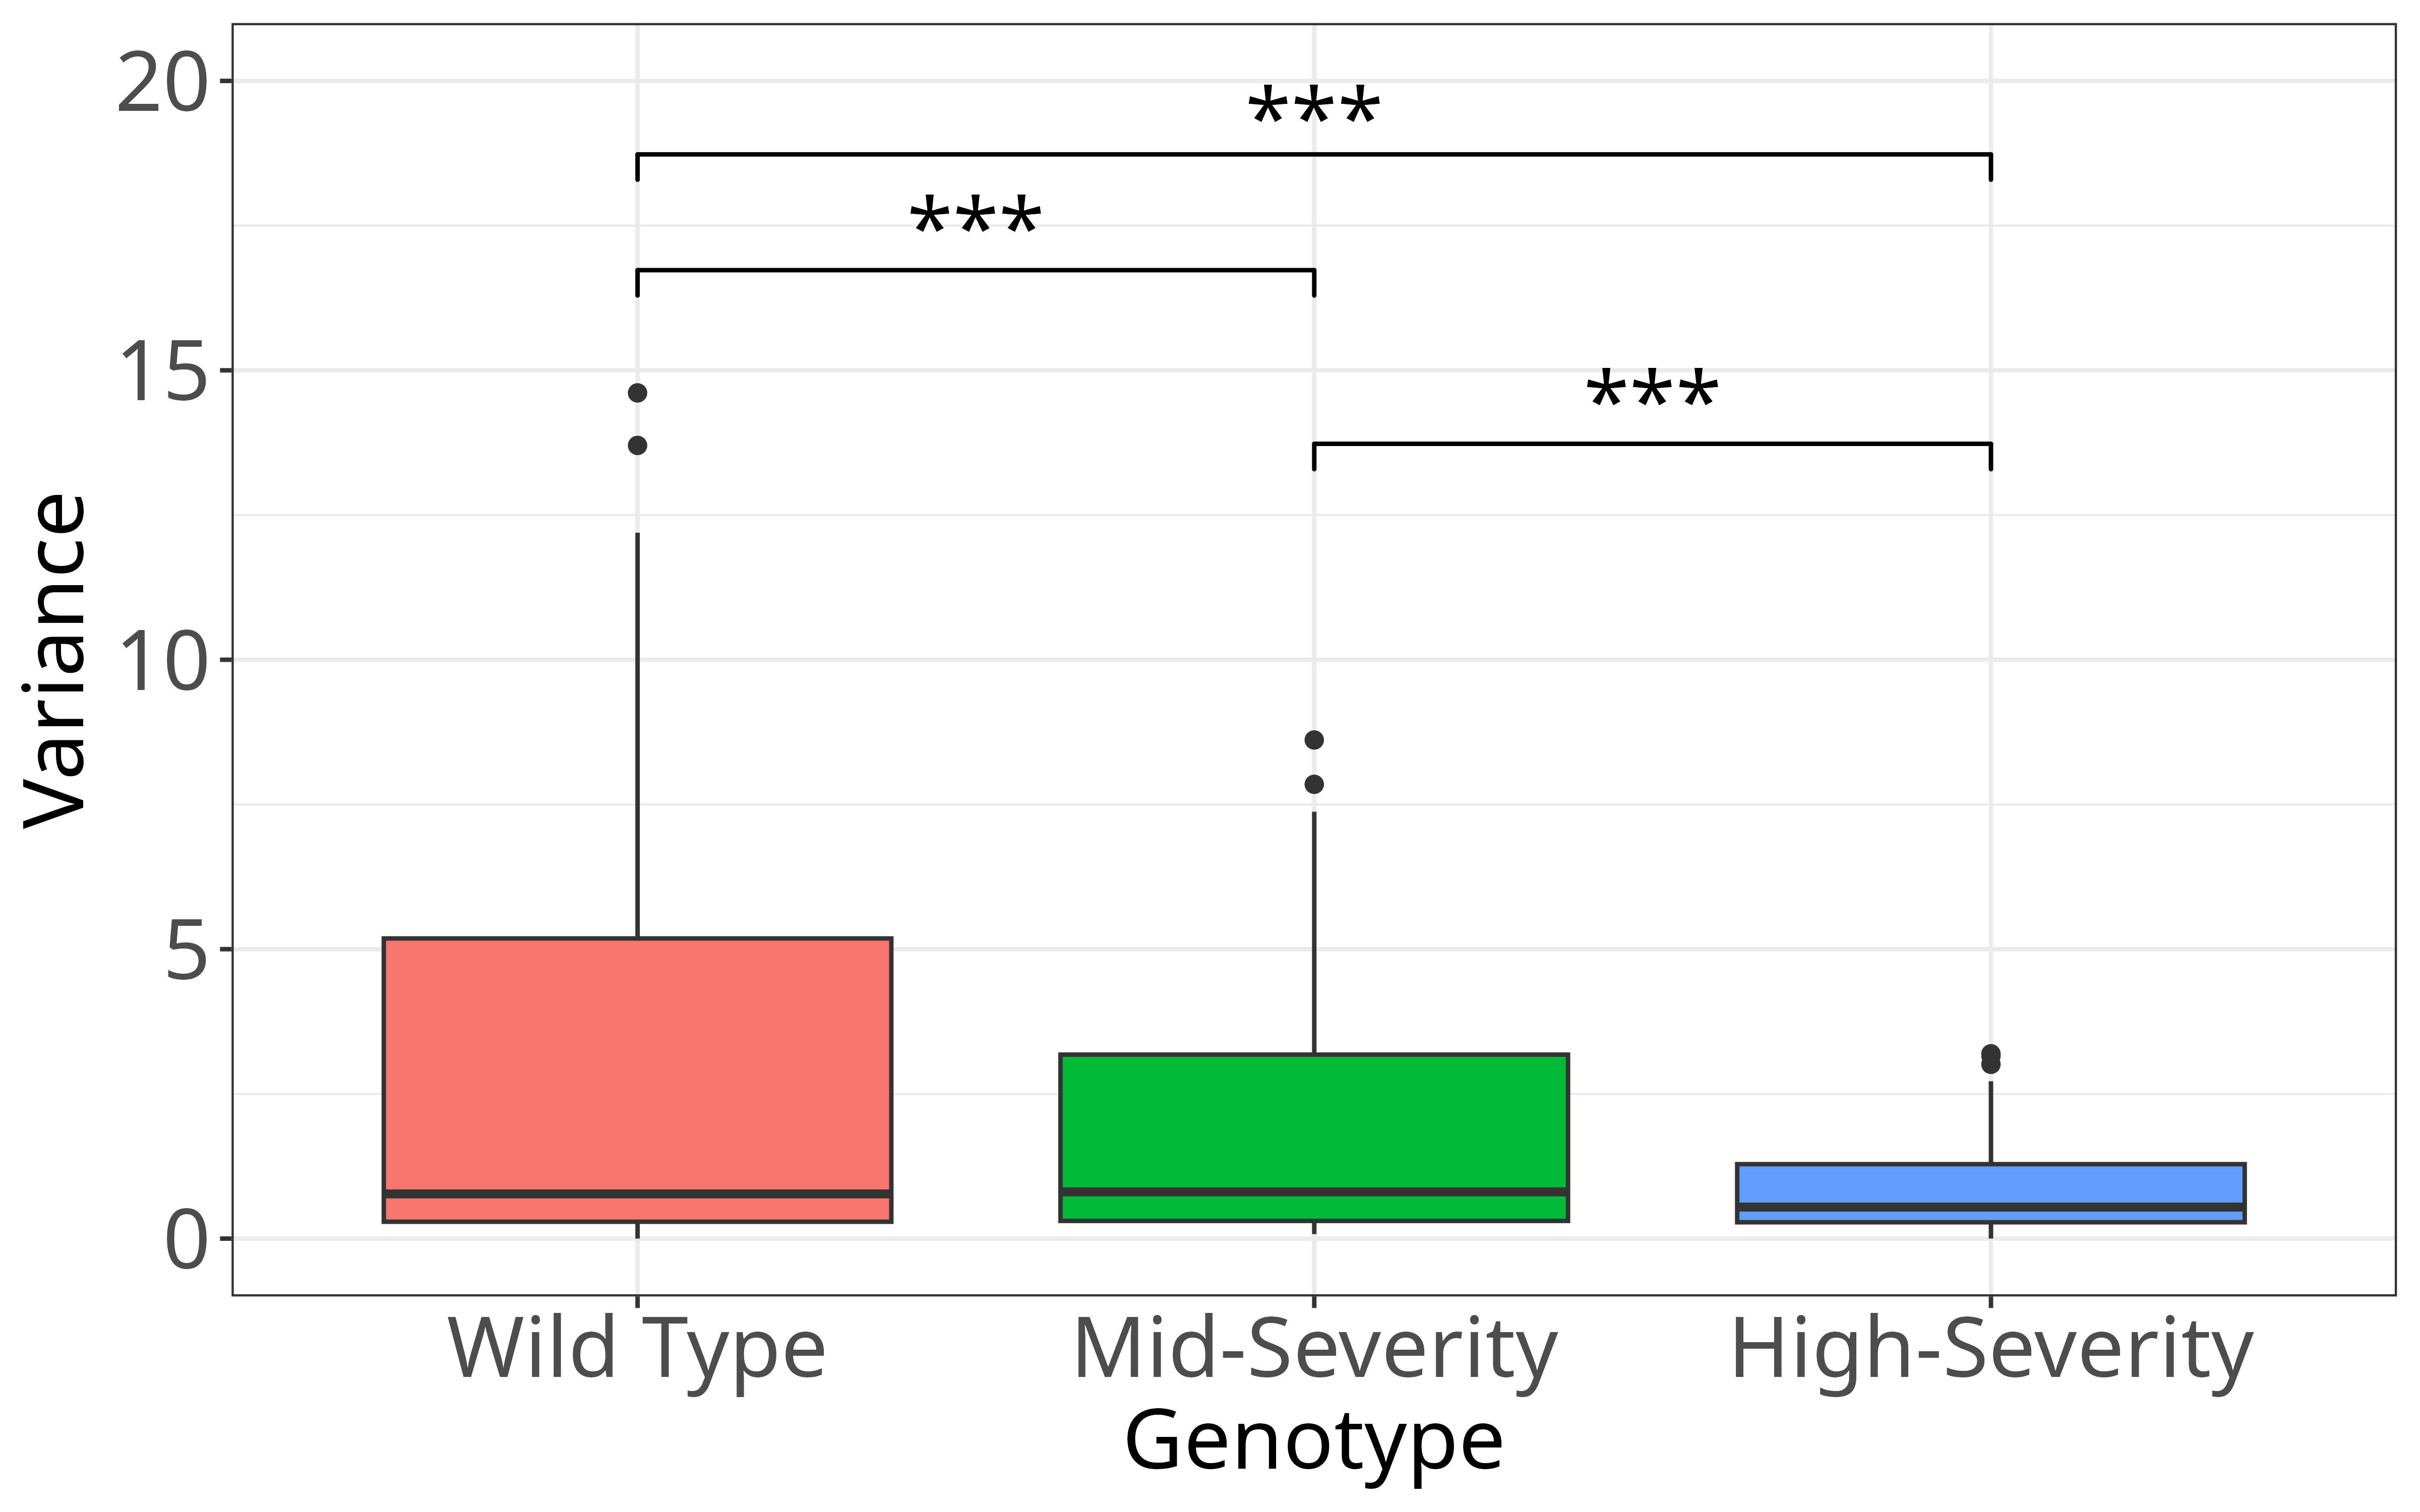 20
***
***
15
***
10
5
0
Variance
Wild Type
Mid-Severity
High-Severity
Genotype